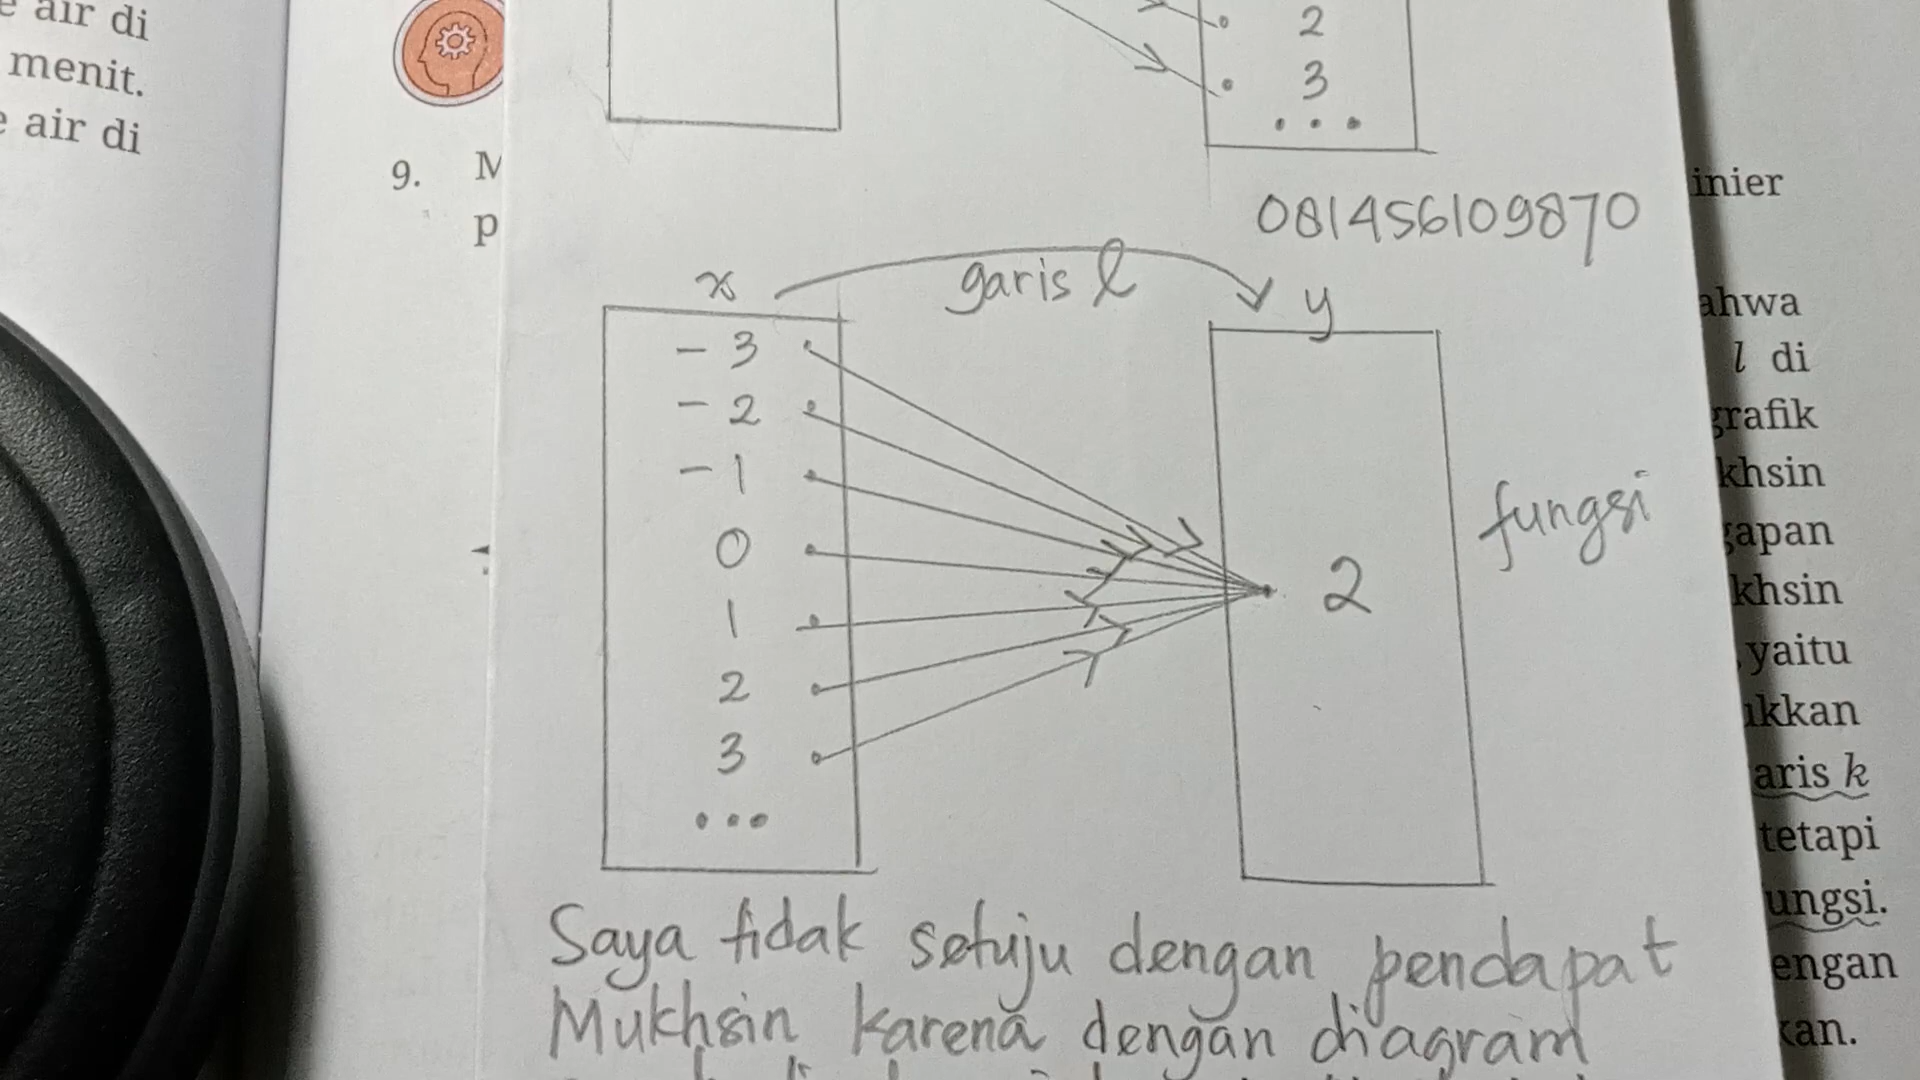 e air di
menit.
e air di
9. M
p
2
3
...
081456109870
garis l
x
y
- 3
- 2
- 1
0
1
2
3
...
2
fungsi
Saya tidak setuju dengan pendapat
Mukhsin karena dengan diagram
inier
ahwa
l di
grafik
khsin
gapan
khsin
yaitu
ukkan
aris k
tetapi
ungsi.
engan
kan.